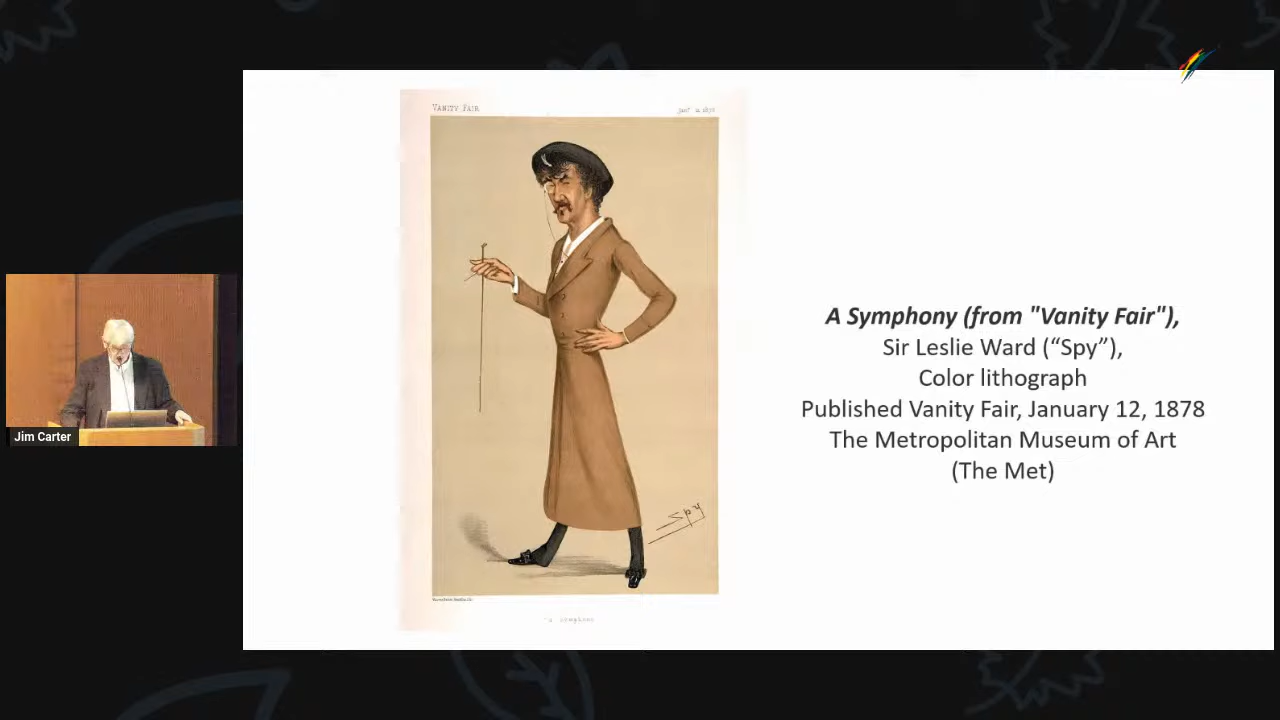 VANITY FAIR
Spy
A Symphony (from "Vanity Fair"),
Sir Leslie Ward (“Spy”),
Color lithograph
Published Vanity Fair, January 12, 1878
The Metropolitan Museum of Art
(The Met)
Jim Carter